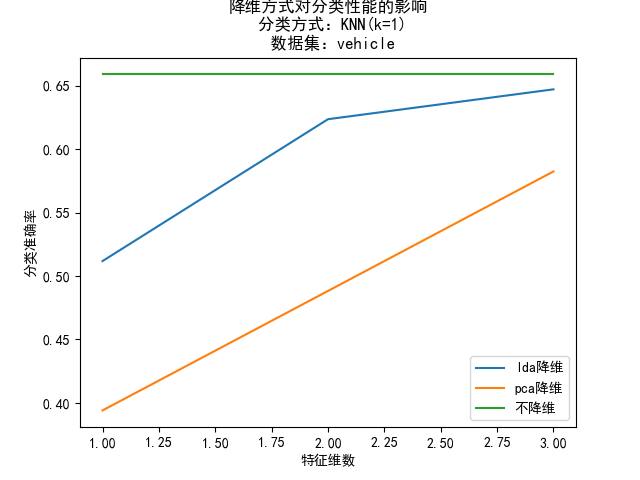 降维方式对分类性能的影响
分类方式：KNN(k=1)
数据集：vehicle
0.65
0.60
0.55
0.50
0.45
0.40
分类准确率
1.00 1.25 1.50 1.75 2.00 2.25 2.50 2.75 3.00
特征维数
lda降维
pca降维
不降维